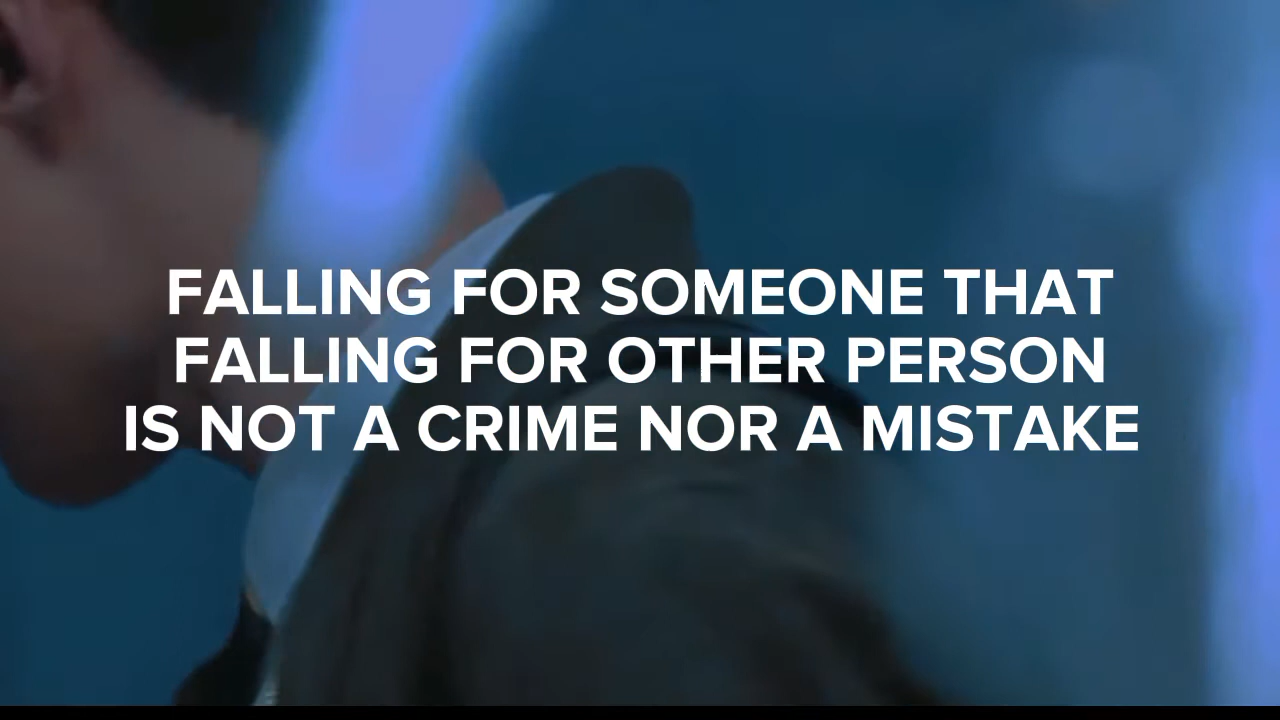 FALLING FOR SOMEONE THAT
FALLING FOR OTHER PERSON
IS NOT A CRIME NOR A MISTAKE